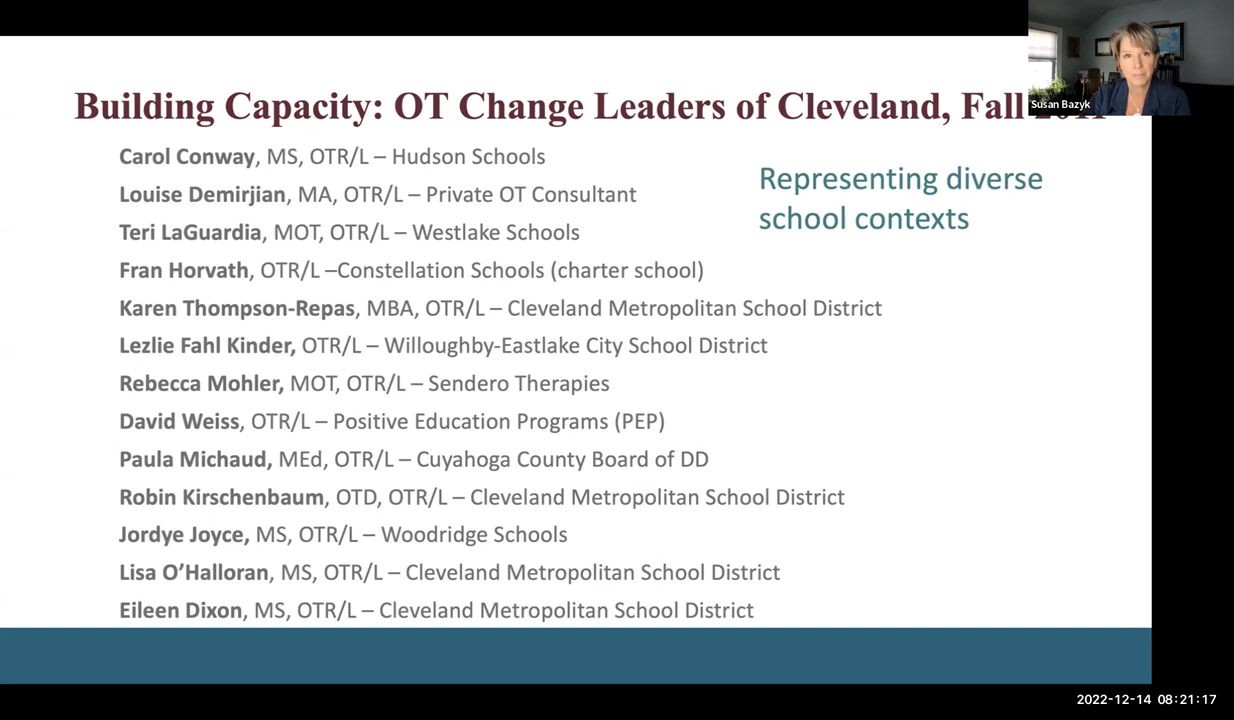 Building Capacity: OT Change Leaders of Cleveland, Fall
Susan Bazyk
Carol Conway, MS, OTR/L – Hudson Schools
Louise Demirjian, MA, OTR/L – Private OT Consultant
Teri LaGuardia, MOT, OTR/L – Westlake Schools
Fran Horvath, OTR/L –Constellation Schools (charter school)
Karen Thompson-Repas, MBA, OTR/L – Cleveland Metropolitan School District
Lezlie Fahl Kinder, OTR/L – Willoughby-Eastlake City School District
Rebecca Mohler, MOT, OTR/L – Sendero Therapies
David Weiss, OTR/L – Positive Education Programs (PEP)
Paula Michaud, MEd, OTR/L – Cuyahoga County Board of DD
Robin Kirschenbaum, OTD, OTR/L – Cleveland Metropolitan School District
Jordye Joyce, MS, OTR/L – Woodridge Schools
Lisa O’Halloran, MS, OTR/L – Cleveland Metropolitan School District
Eileen Dixon, MS, OTR/L – Cleveland Metropolitan School District
Representing diverse
school contexts
2022-12-14 08:21:17